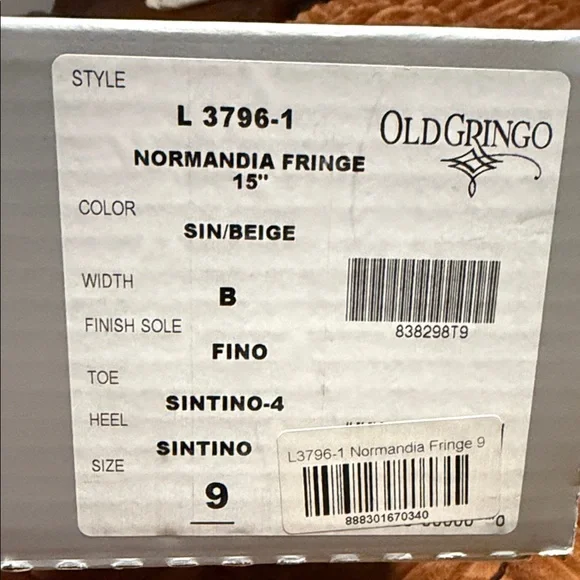 STYLE
L 3796-1
OLD GRINGO
NORMANDIA FRINGE
15"
COLOR
SIN/BEIGE
WIDTH
B
838298T9
FINISH SOLE
FINO
TOE
SINTINO-4
HEEL
SINTINO
L3796-1 Normandia Fringe 9
SIZE
9
888301670340